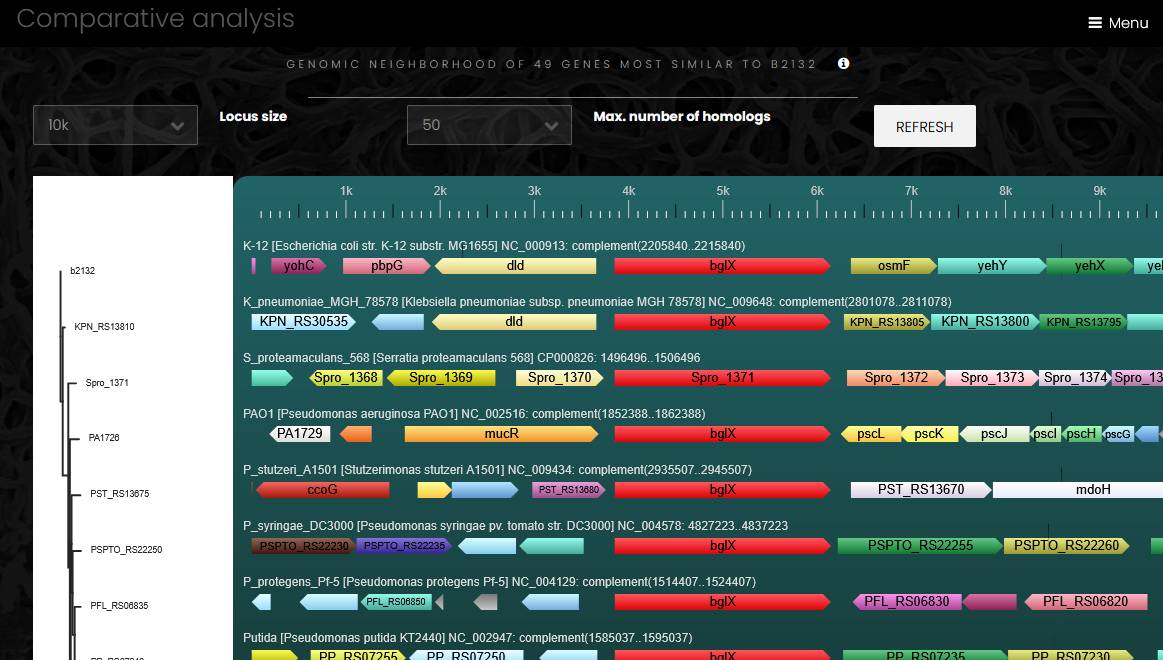 Comparative analysis
Menu
GENOMIC NEIGHBORHOOD OF 49 GENES MOST SIMILAR TO B2132
10k
Locus size
50
Max. number of homologs
REFRESH
1k 2k 3k 4k 5k 6k 7k 8k 9k
K-12 [Escherichia coli str. K-12 substr. MG1655] NC_000913: complement(2205840..2215840)
b2132
yohC pbpG dld bglX osmF yehY yehX
K_pneumoniae_MGH_78578 [Klebsiella pneumoniae subsp. pneumoniae MGH 78578] NC_009648: complement(2801078..2811078)
KPN_RS13810
KPN_RS30535 dld bglX KPN_RS13805 KPN_RS13800 KPN_RS13795
S_proteamaculans_568 [Serratia proteamaculans 568] CP000826: 1496496..1506496
Spro_1371
Spro_1368 Spro_1369 Spro_1370 Spro_1371 Spro_1372 Spro_1373 Spro_1374 Spro_13
PAO1 [Pseudomonas aeruginosa PAO1] NC_002516: complement(1852388..1862388)
PA1726
PA1729 mucR bglX pscL pscK pscJ pscI pscH pscG
P_stutzeri_A1501 [Stutzerimonas stutzeri A1501] NC_009434: complement(2935507..2945507)
PST_RS13675
ccoG PST_RS13680 bglX PST_RS13670 mdoH
P_syringae_DC3000 [Pseudomonas syringae pv. tomato str. DC3000] NC_004578: 4827223..4837223
PSPTO_RS22250
PSPTO_RS22230 PSPTO_RS22235 bglX PSPTO_RS22255 PSPTO_RS22260
P_protegens_Pf-5 [Pseudomonas protegens Pf-5] NC_004129: complement(1514407..1524407)
PFL_RS06835
PFL_RS06850 bglX PFL_RS06830 PFL_RS06820
Putida [Pseudomonas putida KT2440] NC_002947: complement(1585037..1595037)
PP_RS07255 PP_RS07250 bglX PP_RS07235 PP_RS07230